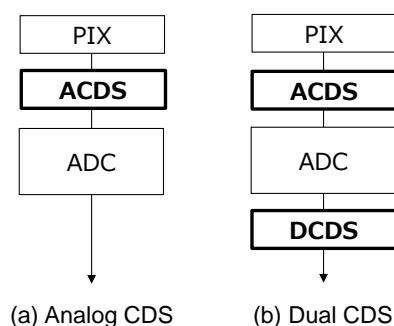 PIX
ACDS
ADC
(a) Analog CDS
PIX
ACDS
ADC
DCDS
(b) Dual CDS